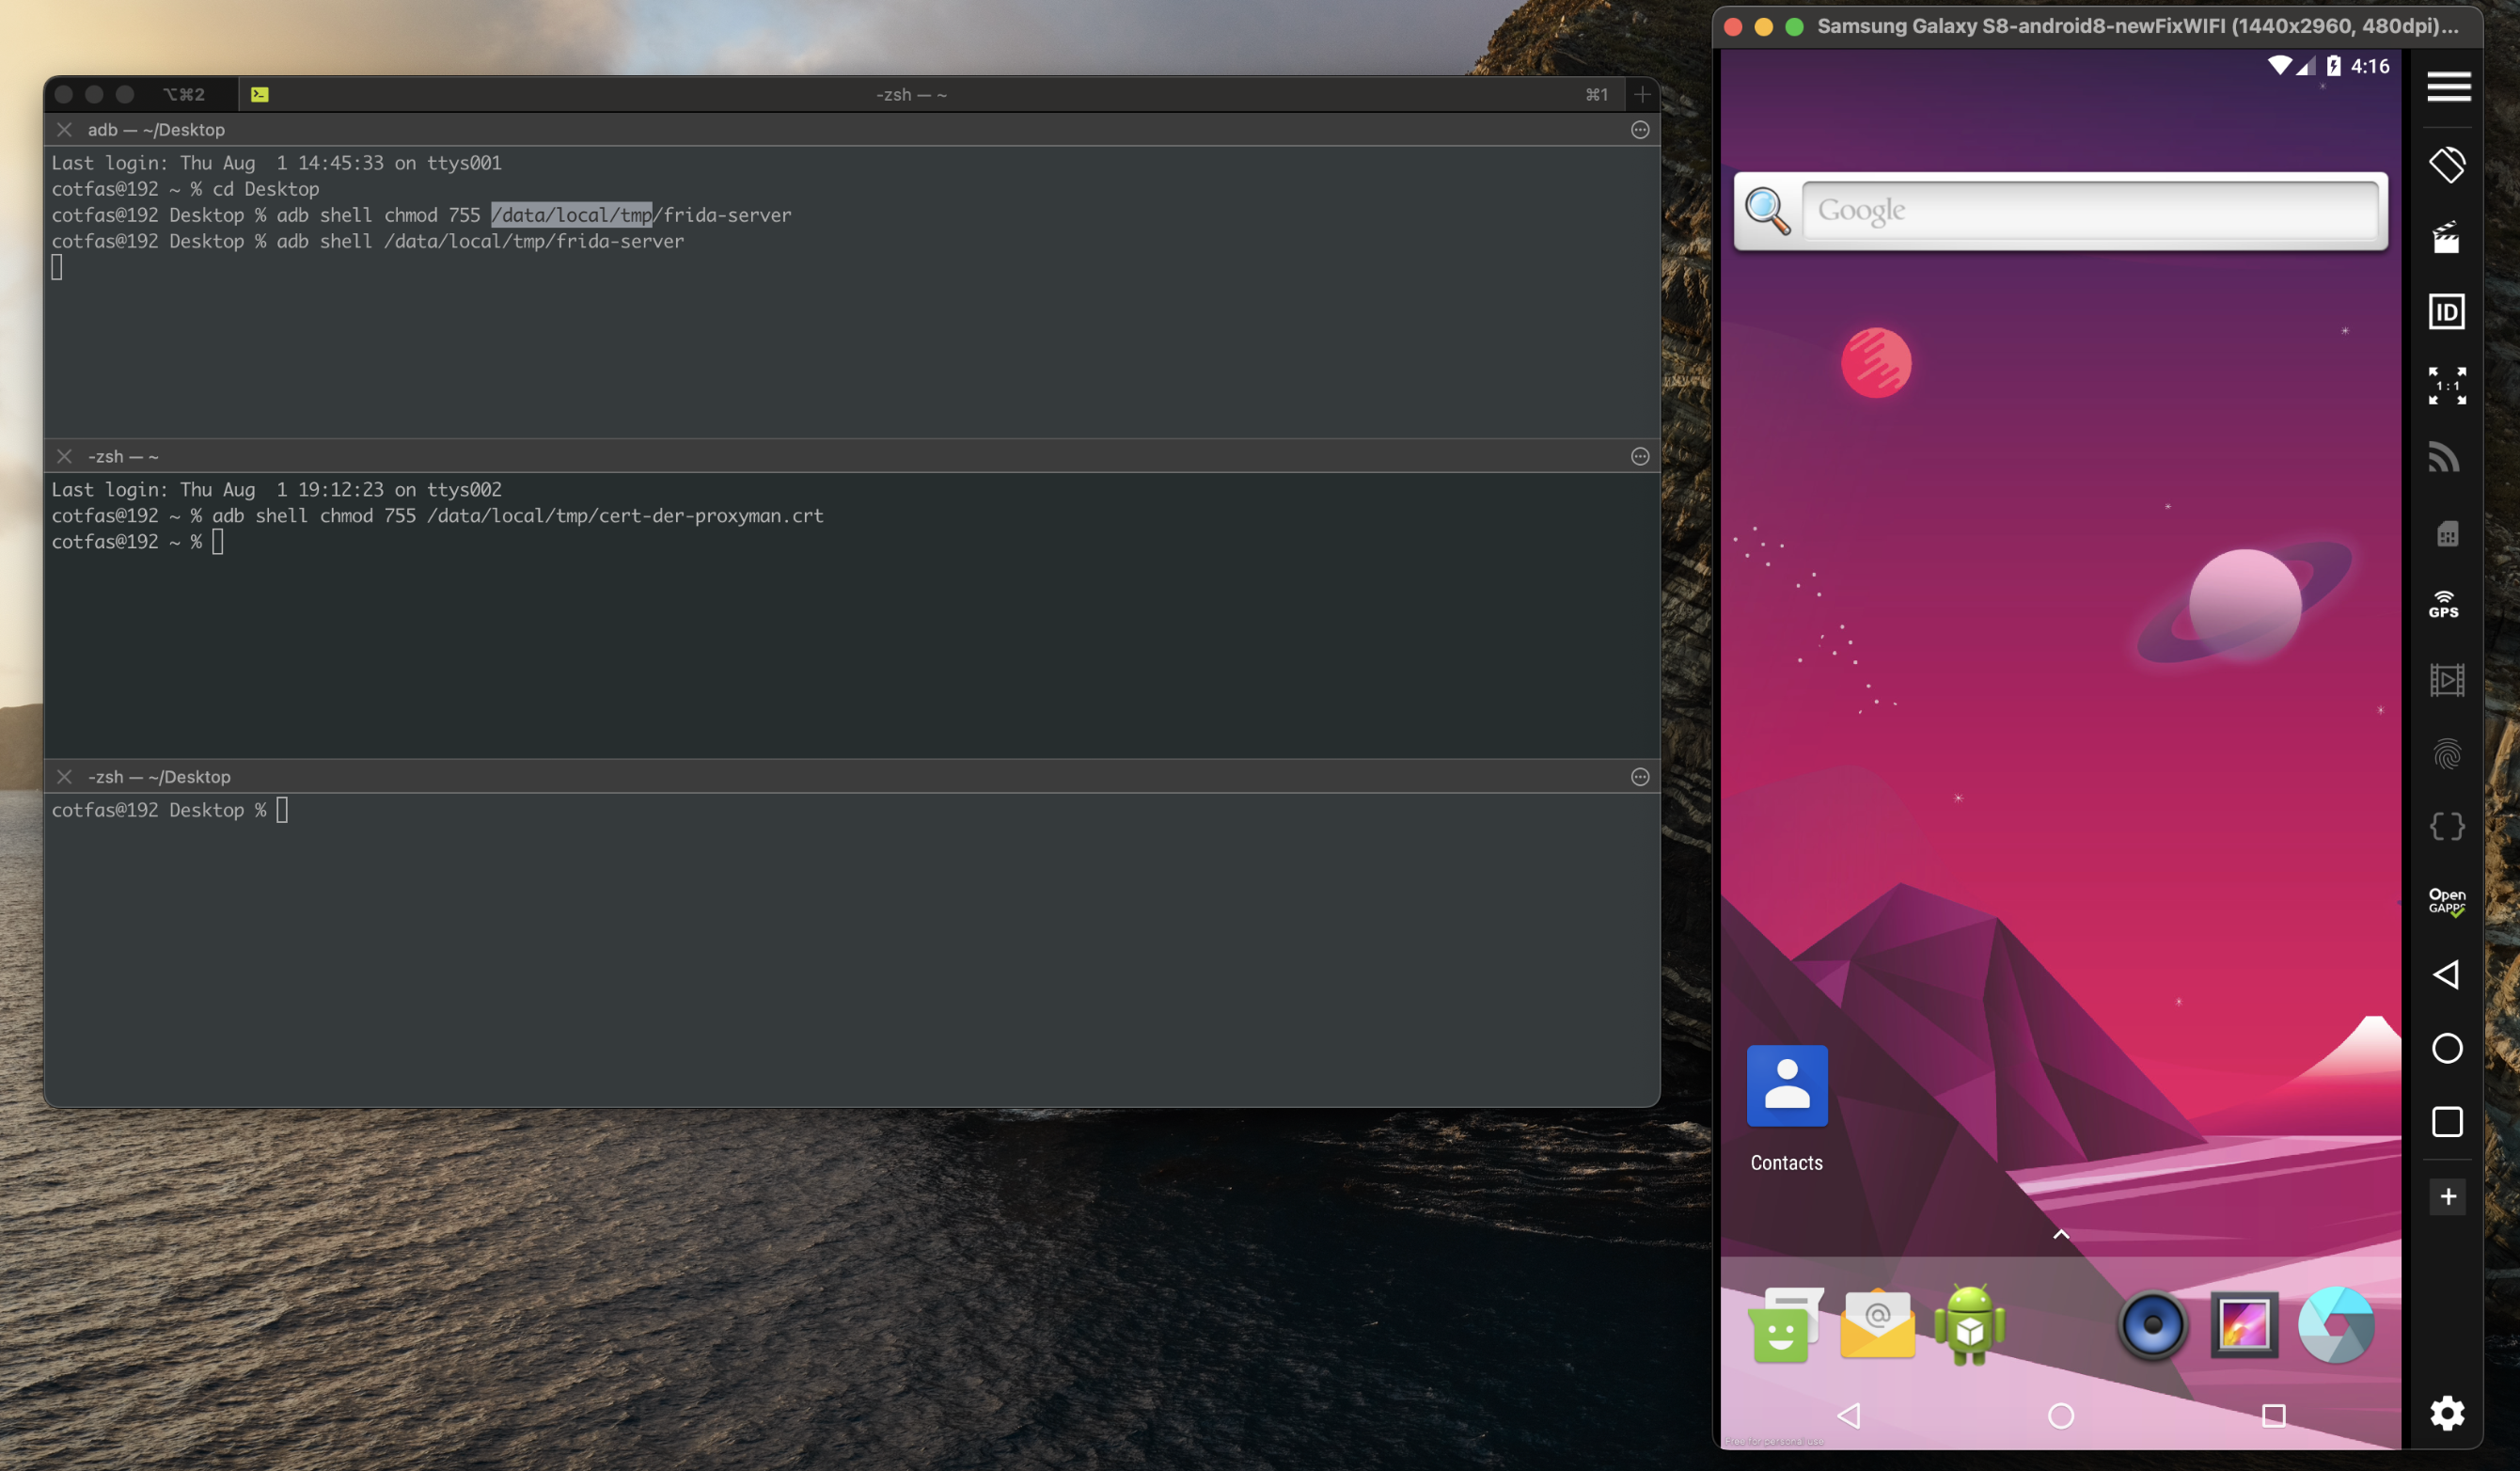 ⌥⌘2
-zsh — ~
⌘1
adb — ~/Desktop
Last login: Thu Aug  1 14:45:33 on ttys001
cotfas@192 ~ % cd Desktop
cotfas@192 Desktop % adb shell chmod 755 /data/local/tmp/frida-server
cotfas@192 Desktop % adb shell /data/local/tmp/frida-server
-zsh — ~
Last login: Thu Aug  1 19:12:23 on ttys002
cotfas@192 ~ % adb shell chmod 755 /data/local/tmp/cert-der-proxyman.crt
cotfas@192 ~ %
-zsh — ~/Desktop
cotfas@192 Desktop %
Samsung Galaxy S8-android8-newFixWIFI (1440x2960, 480dpi)...
4:16
Google
Contacts
@
Free for personal use
ID
1:1
GPS
Open
GAPPS